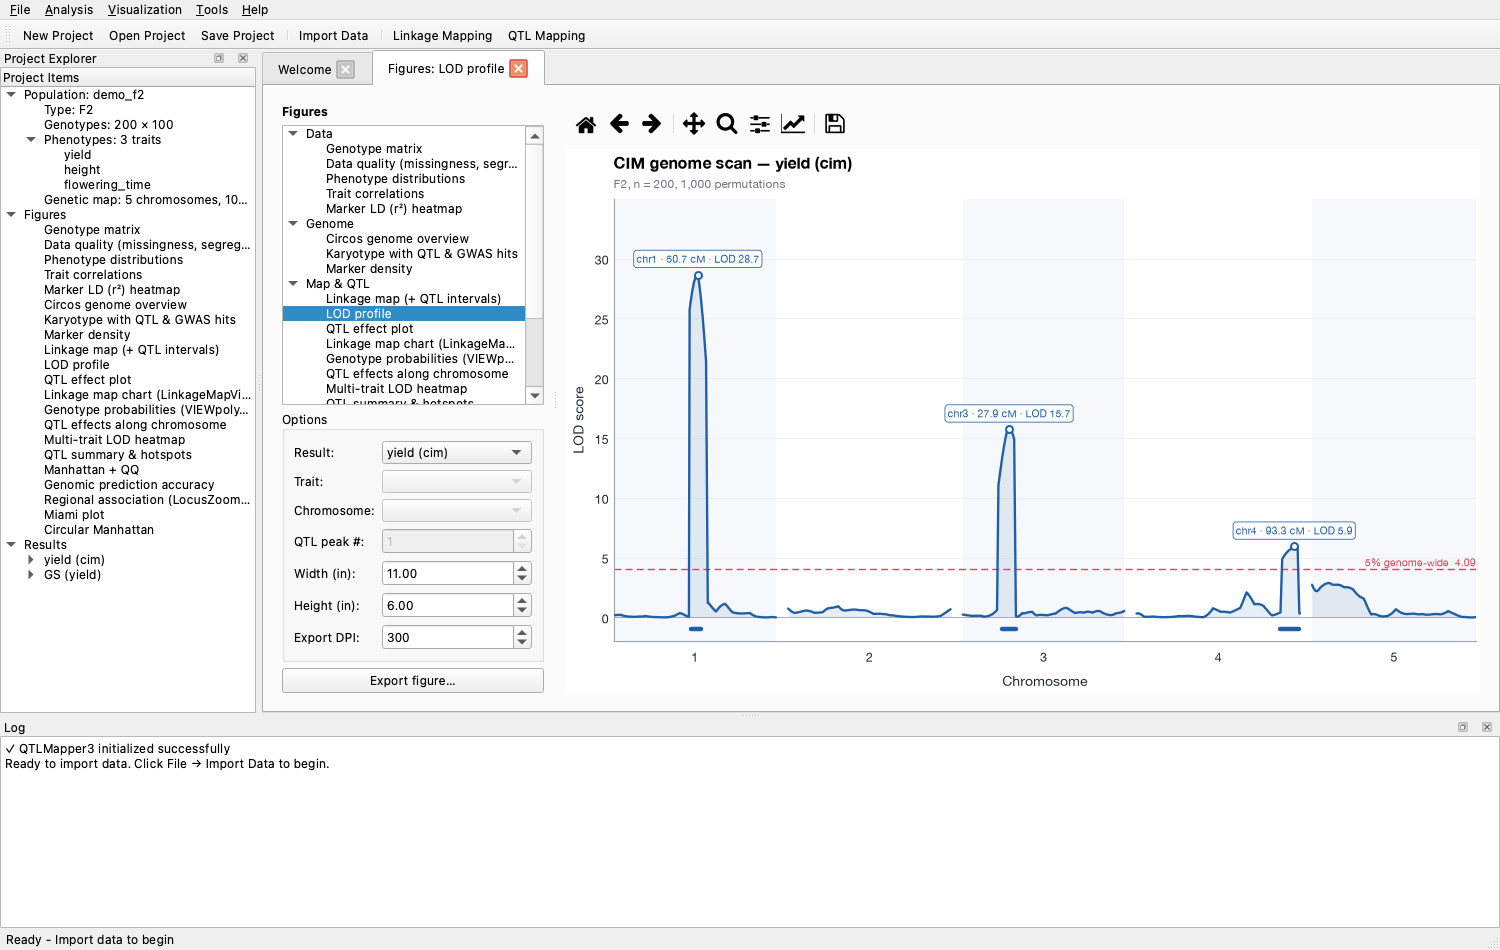 File Analysis Visualization Tools Help
New Project Open Project Save Project Import Data Linkage Mapping QTL Mapping
Project Explorer
Project Items
Population: demo_f2
Type: F2
Genotypes: 200 × 100
Phenotypes: 3 traits
yield
height
flowering_time
Genetic map: 5 chromosomes, 10...
Figures
Genotype matrix
Data quality (missingness, segreg...
Phenotype distributions
Trait correlations
Marker LD (r²) heatmap
Circos genome overview
Karyotype with QTL & GWAS hits
Marker density
Linkage map (+ QTL intervals)
LOD profile
QTL effect plot
Linkage map chart (LinkageMapVi...
Genotype probabilities (VIEWpoly...
QTL effects along chromosome
Multi-trait LOD heatmap
QTL summary & hotspots
Manhattan + QQ
Genomic prediction accuracy
Regional association (LocusZoom...
Miami plot
Circular Manhattan
Results
yield (cim)
GS (yield)
Welcome
Figures: LOD profile
Figures
Data
Genotype matrix
Data quality (missingness, segr...
Phenotype distributions
Trait correlations
Marker LD (r²) heatmap
Genome
Circos genome overview
Karyotype with QTL & GWAS hits
Marker density
Map & QTL
Linkage map (+ QTL intervals)
LOD profile
QTL effect plot
Linkage map chart (LinkageMa...
Genotype probabilities (VIEWp...
QTL effects along chromosome
Multi-trait LOD heatmap
QTL summary & hotspots
Options
Result: yield (cim)
Trait:
Chromosome:
QTL peak #: 1
Width (in): 11.00
Height (in): 6.00
Export DPI: 300
Export figure...
CIM genome scan — yield (cim)
F2, n = 200, 1,000 permutations
LOD score
30
25
20
15
10
5
0
chr1 · 50.7 cM · LOD 28.7
chr3 · 27.9 cM · LOD 15.7
chr4 · 93.3 cM · LOD 5.9
5% genome-wide 4.09
1 2 3 4 5
Chromosome
Log
✓ QTLMapper3 initialized successfully
Ready to import data. Click File → Import Data to begin.
Ready - Import data to begin